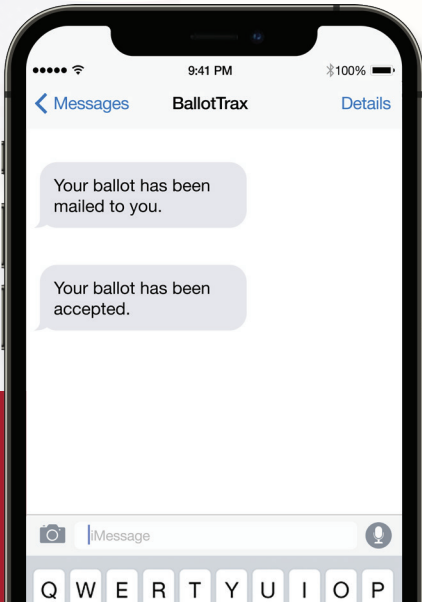 9:41 PM
100%
Messages
BallotTrax
Details
Your ballot has been
mailed to you.
Your ballot has been
accepted.
iMessage
Q W E R T Y U I O P